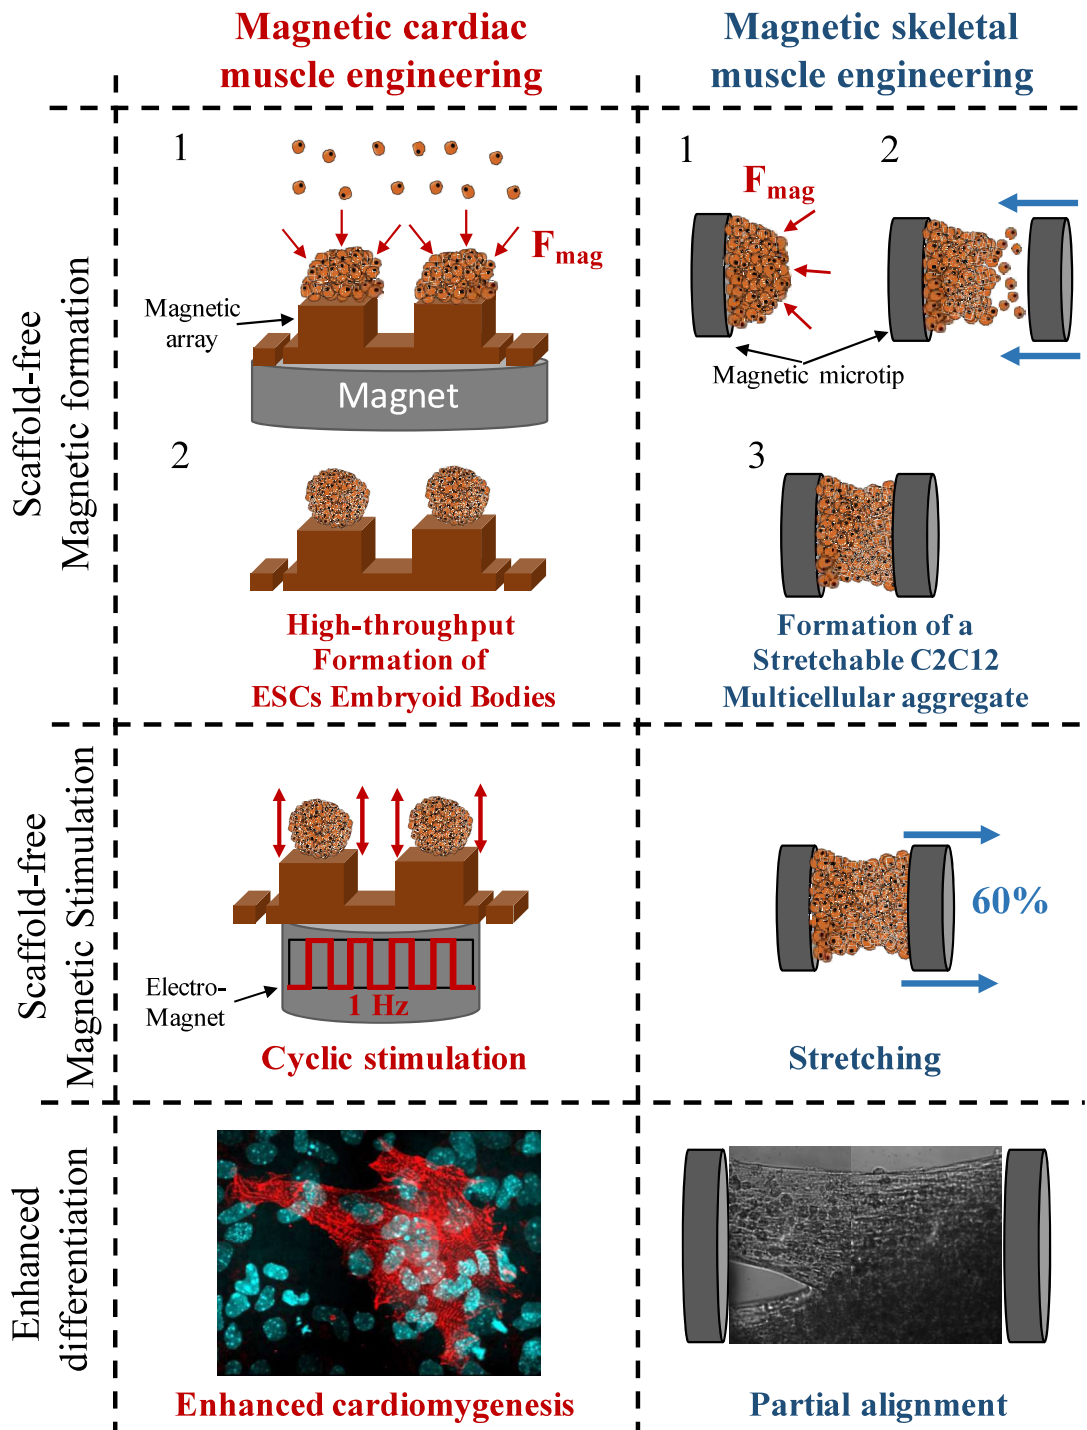 Magnetic cardiac
muscle engineering
Magnetic skeletal
muscle engineering
Scaffold-free
Magnetic formation
1
F mag
Magnetic
array
Magnet
2
High-throughput
Formation of
ESCs Embryoid Bodies
1
2
F mag
Magnetic microtip
3
Formation of a
Stretchable C2C12
Multicellular aggregate
Scaffold-free
Magnetic Stimulation
Electro-
Magnet
1 Hz
Cyclic stimulation
60%
Stretching
Enhanced
differentiation
Enhanced cardiomygenesis
Partial alignment